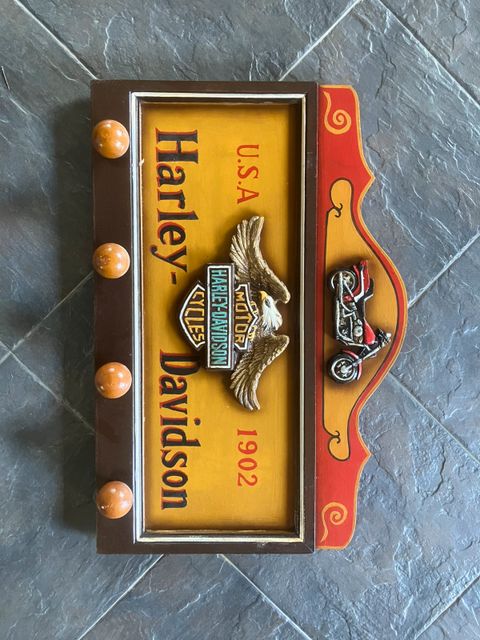 U.S.A 1902
MOTOR
HARLEY-DAVIDSON
CYCLES
Harley-Davidson